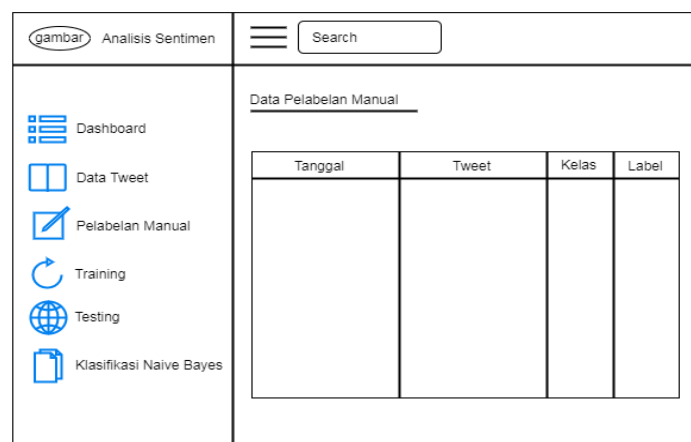 gambar Analisis Sentimen
Search
Dashboard
Data Tweet
Pelabelan Manual
Training
Testing
Klasifikasi Naive Bayes
Data Pelabelan Manual
Tanggal Tweet Kelas Label